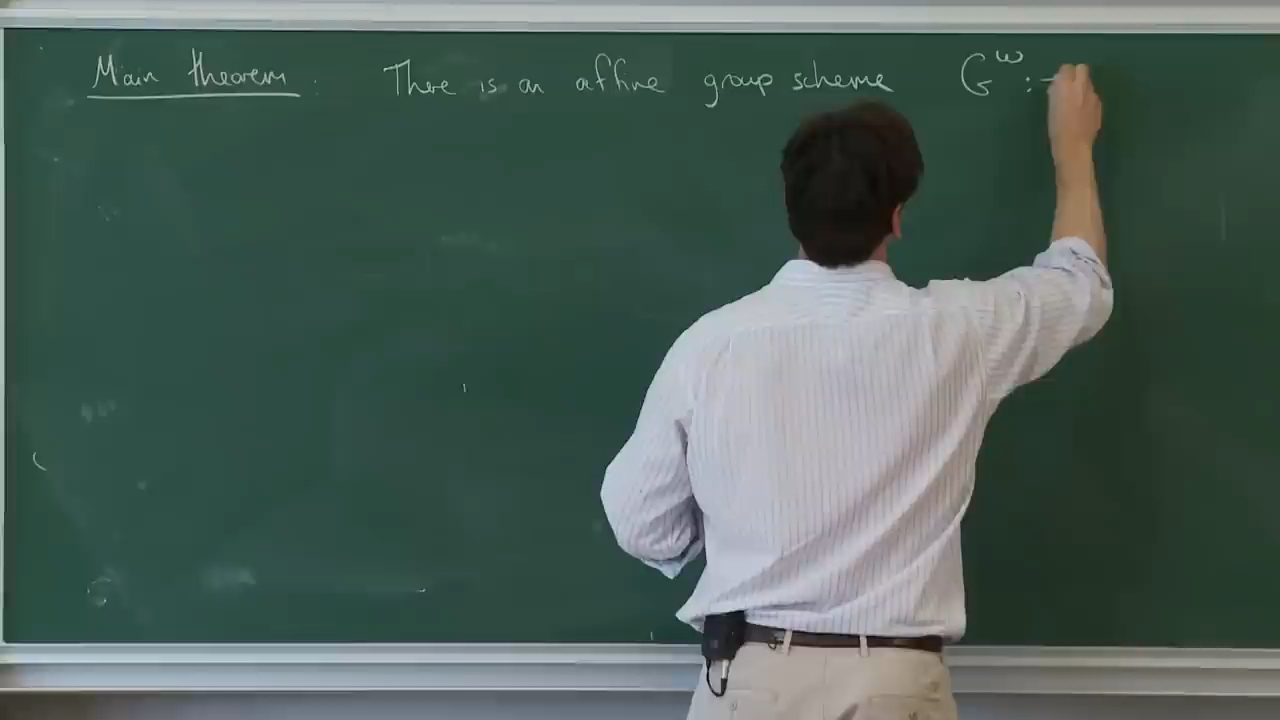 Main theorem : There is an affine group scheme G^ω :